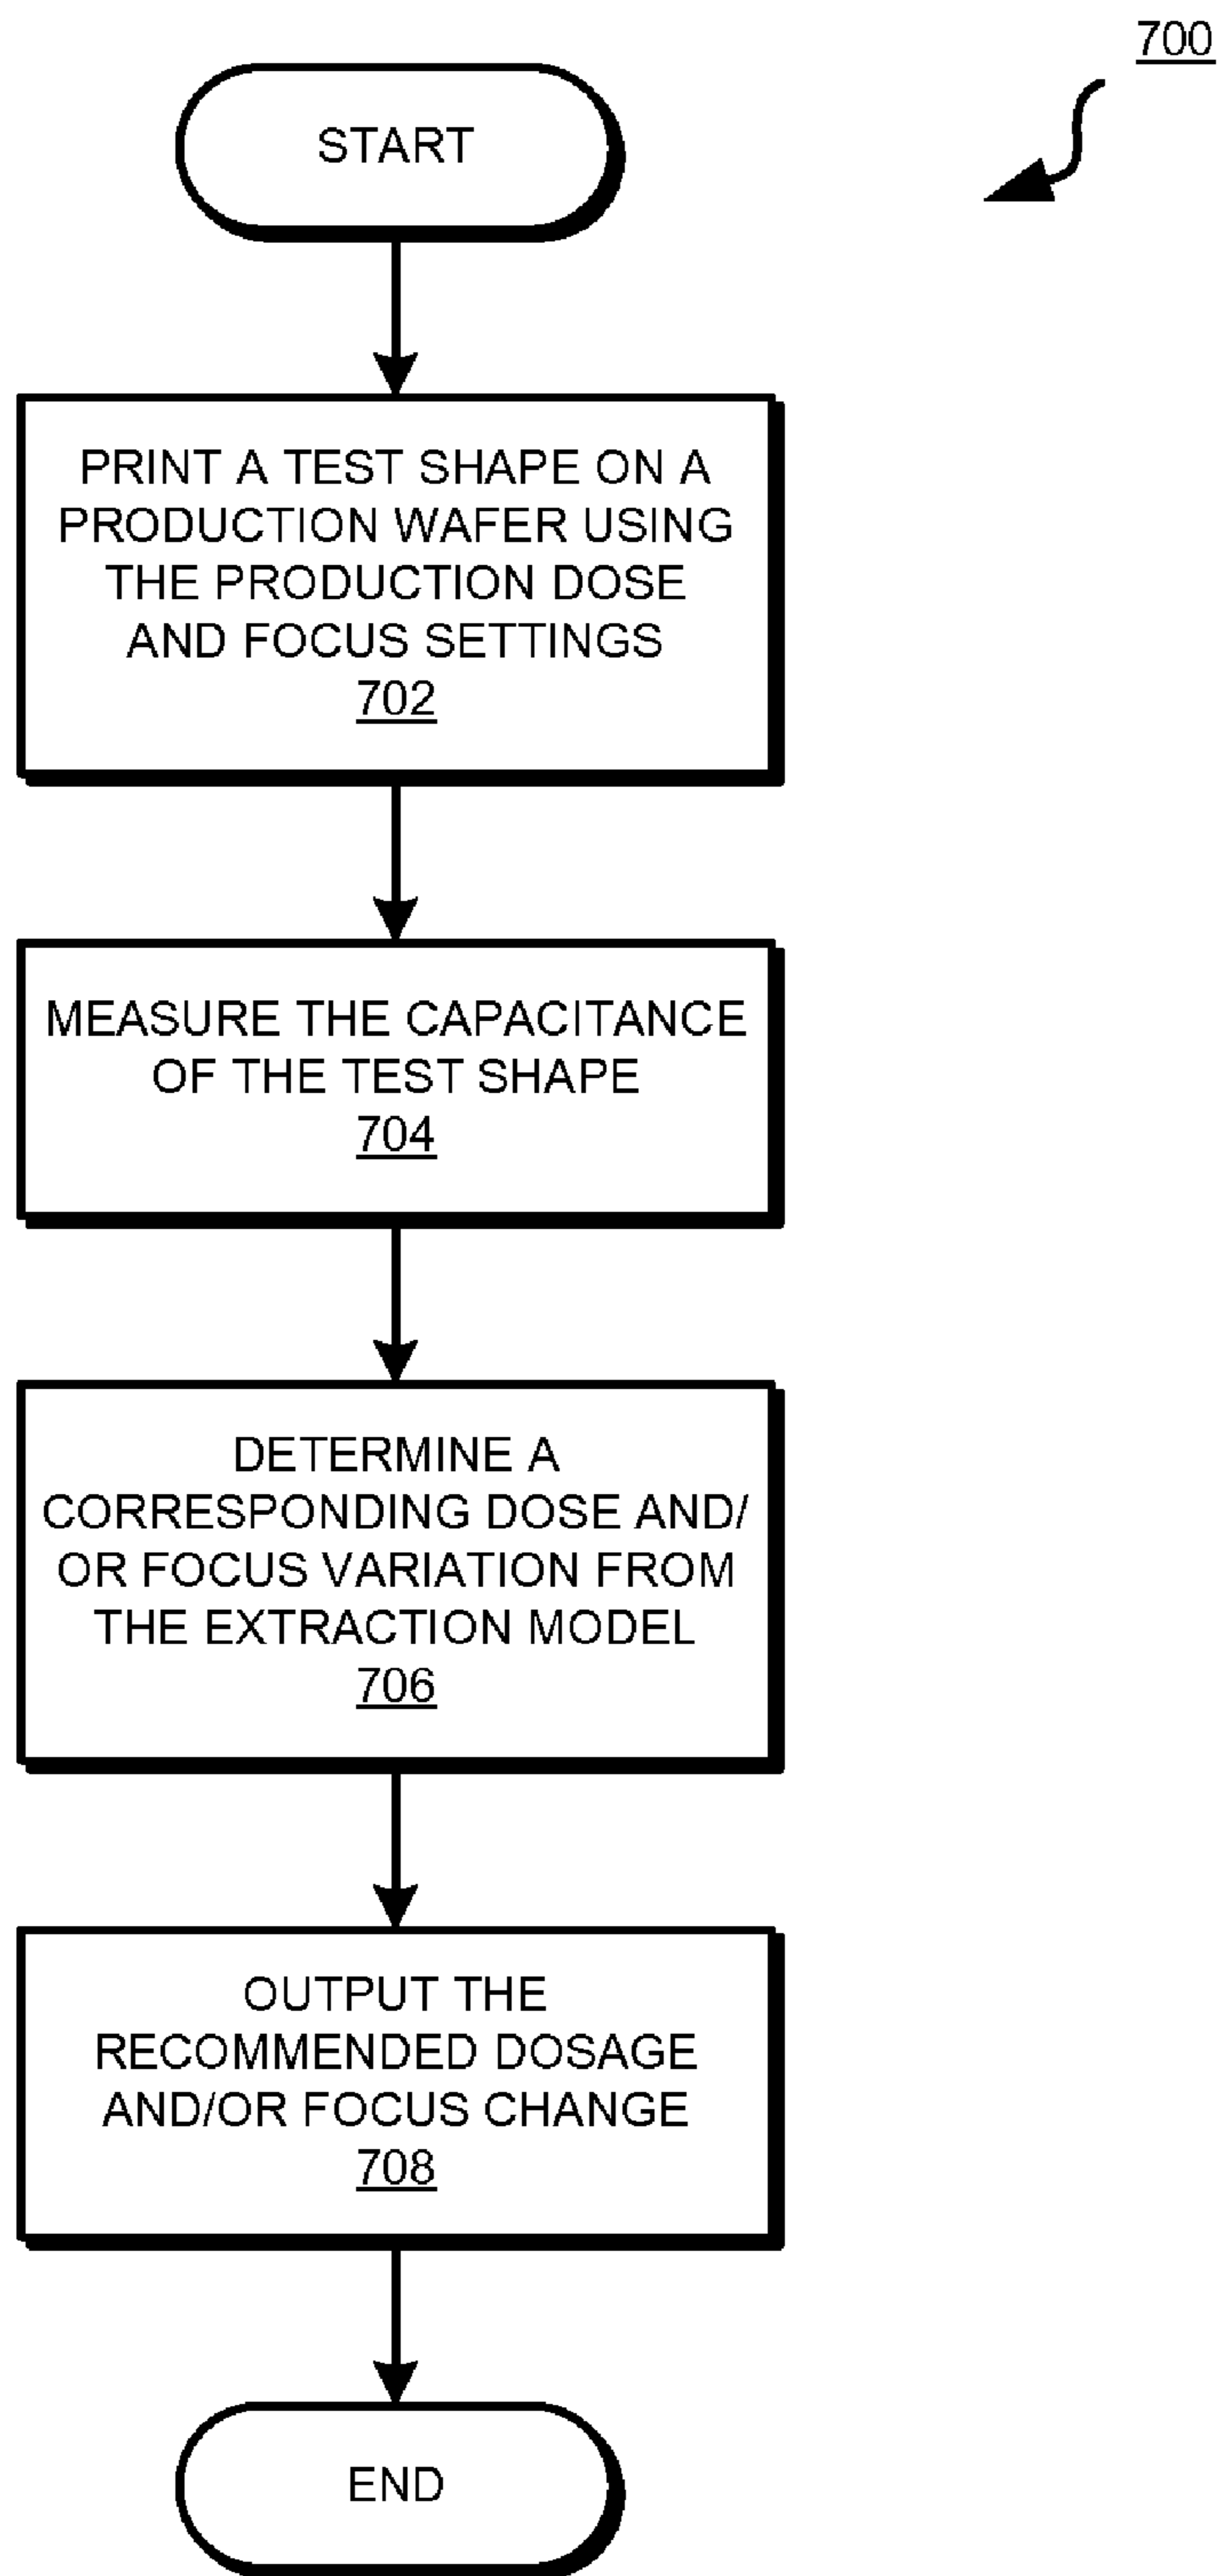 700
START
PRINT A TEST SHAPE ON A
PRODUCTION WAFER USING
THE PRODUCTION DOSE
AND FOCUS SETTINGS
702
MEASURE THE CAPACITANCE
OF THE TEST SHAPE
704
DETERMINE A
CORRESPONDING DOSE AND/
OR FOCUS VARIATION FROM
THE EXTRACTION MODEL
706
OUTPUT THE
RECOMMENDED DOSAGE
AND/OR FOCUS CHANGE
708
END